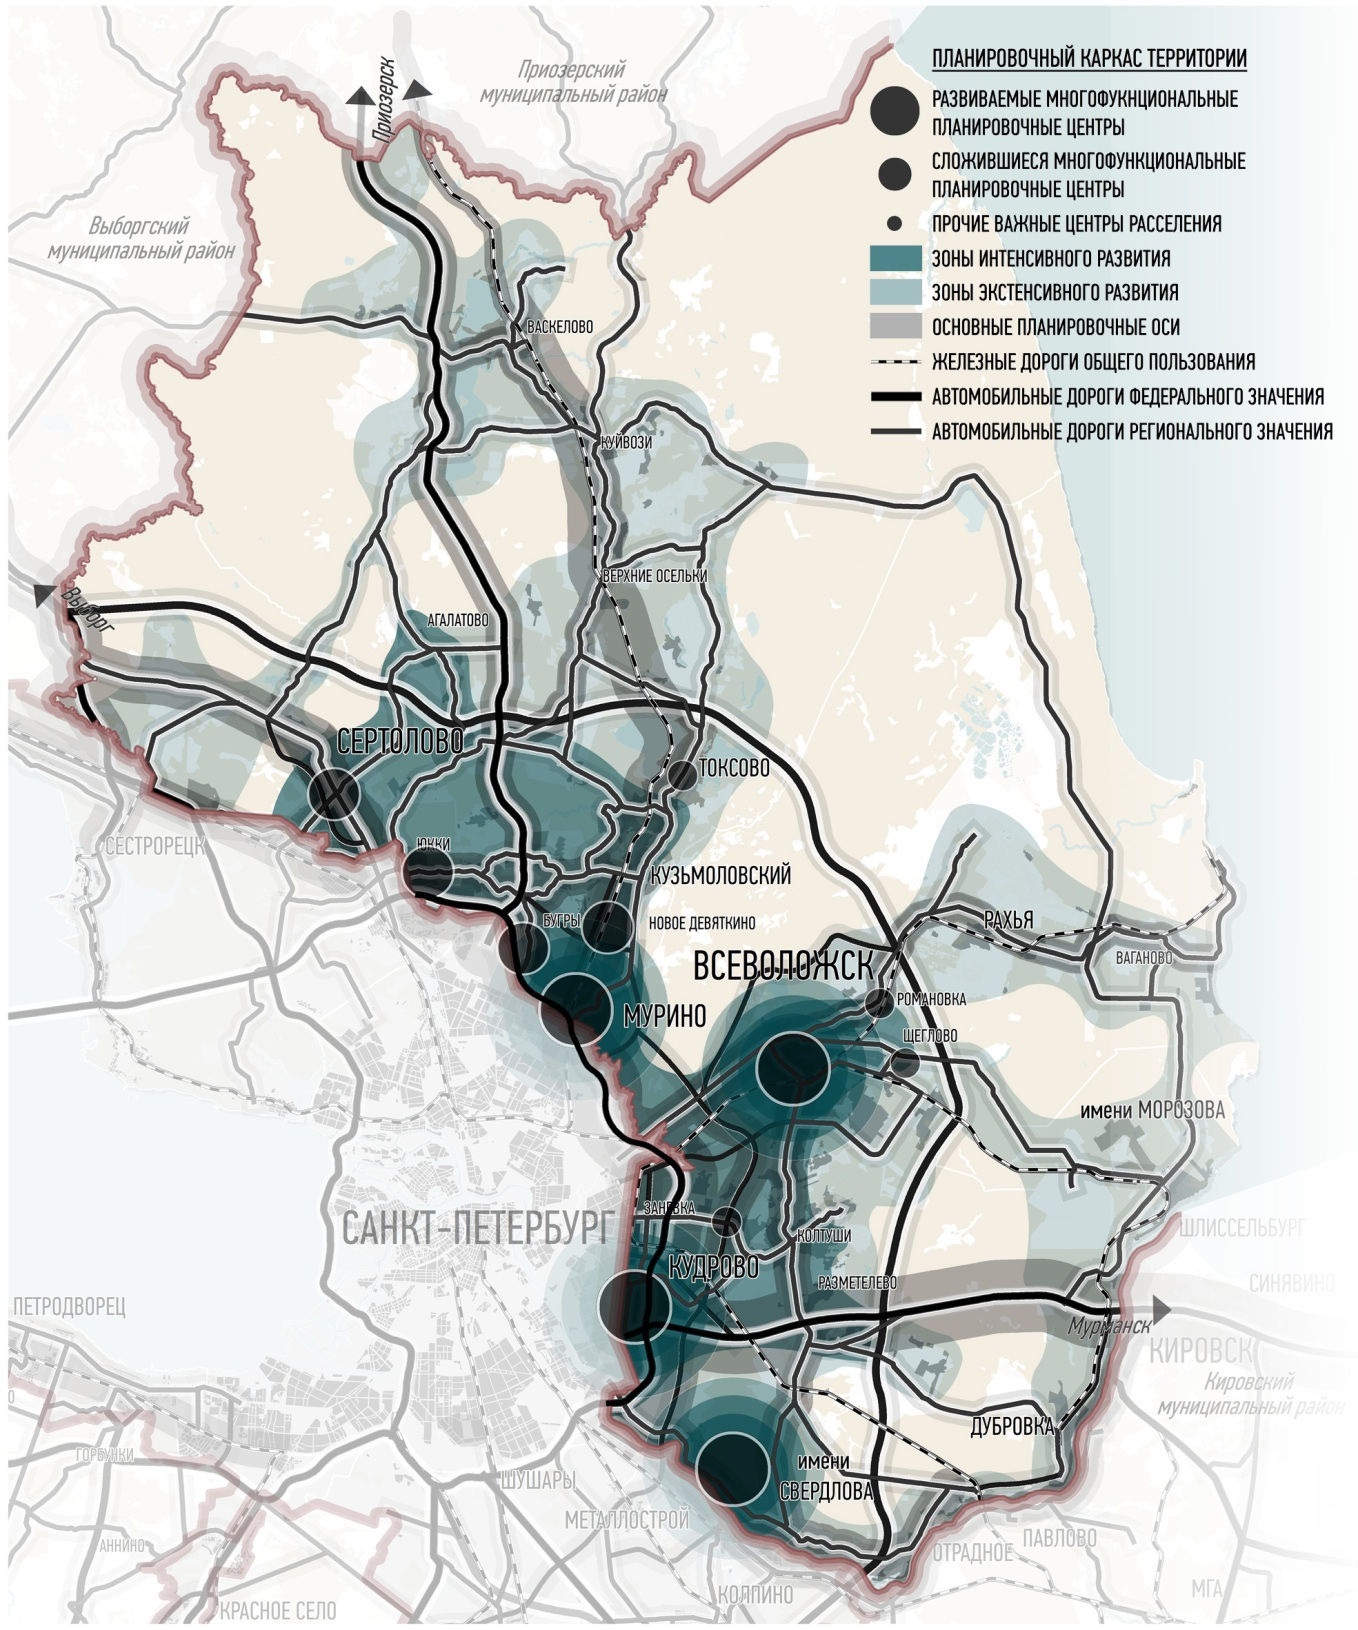 ПЛАНИРОВОЧНЫЙ КАРКАС ТЕРРИТОРИИ
РАЗВИВАЕМЫЕ МНОГОФУКНЦИОНАЛЬНЫЕ
ПЛАНИРОВОЧНЫЕ ЦЕНТРЫ
СЛОЖИВШИЕСЯ МНОГОФУНКЦИОНАЛЬНЫЕ
ПЛАНИРОВОЧНЫЕ ЦЕНТРЫ
ПРОЧИЕ ВАЖНЫЕ ЦЕНТРЫ РАССЕЛЕНИЯ
ЗОНЫ ИНТЕНСИВНОГО РАЗВИТИЯ
ЗОНЫ ЭКСТЕНСИВНОГО РАЗВИТИЯ
ОСНОВНЫЕ ПЛАНИРОВОЧНЫЕ ОСИ
ЖЕЛЕЗНЫЕ ДОРОГИ ОБЩЕГО ПОЛЬЗОВАНИЯ
АВТОМОБИЛЬНЫЕ ДОРОГИ ФЕДЕРАЛЬНОГО ЗНАЧЕНИЯ
АВТОМОБИЛЬНЫЕ ДОРОГИ РЕГИОНАЛЬНОГО ЗНАЧЕНИЯ
Приозерск
Приозерский
муниципальный район
Выборгский
муниципальный район
ВАСКЕЛОВО
КУЙВОЗИ
ВЕРХНИЕ ОСЕЛЬКИ
Выборг
АГАЛАТОВО
СЕРТОЛОВО
ТОКСОВО
СЕСТРОРЕЦК
ЮККИ
КУЗЬМОЛОВСКИЙ
БУГРЫ
НОВОЕ ДЕВЯТКИНО
РАХЬЯ
ВАГАНОВО
ВСЕВОЛОЖСК
РОМАНОВКА
МУРИНО
ЩЕГЛОВО
имени МОРОЗОВА
САНКТ-ПЕТЕРБУРГ
ЗАНЕВКА
КОЛТУШИ
ШЛИССЕЛЬБУРГ
КУДРОВО
РАЗМЕТЕЛЕВО
СИНЯВИНО
ПЕТРОДВОРЕЦ
Мурманск
КИРОВСК
Кировский
муниципальный район
О
ДУБРОВКА
ГОРБУНКИ
имени
СВЕРДЛОВА
ШУШАРЫ
МЕТАЛЛОСТРОЙ
АННИНО
ОТРАДНОЕ
ПАВЛОВО
КОЛПИНО
МГА
КРАСНОЕ СЕЛО